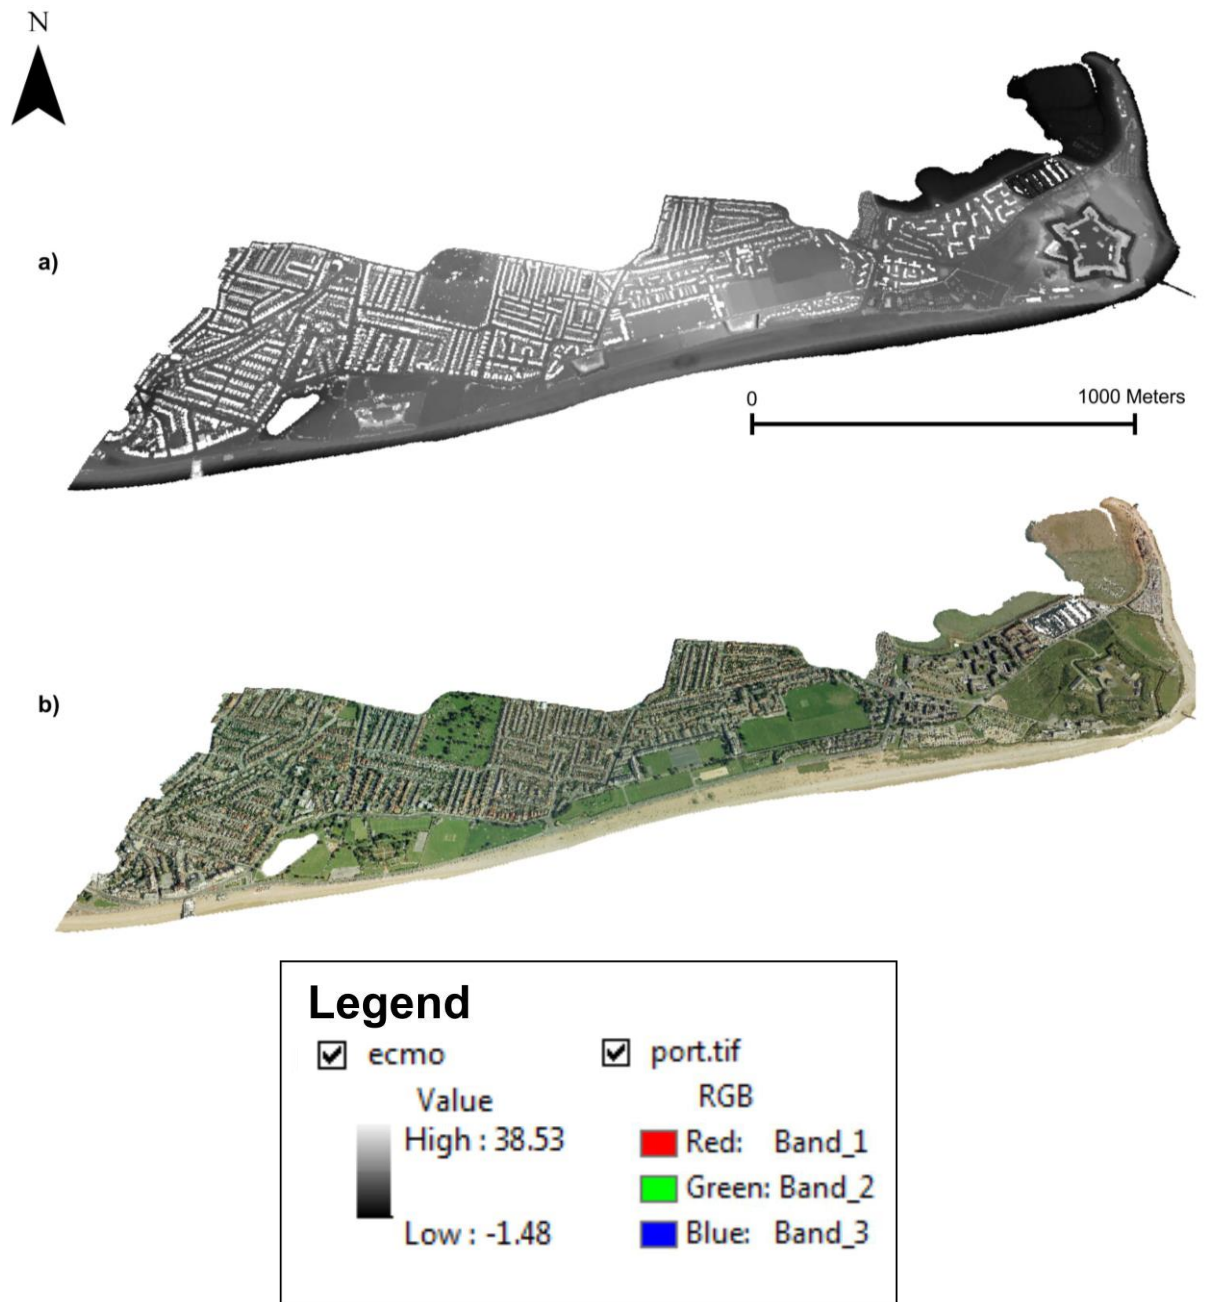 N
a)
0 1000 Meters
b)
Legend
ecmo
Value
High : 38.53
Low : -1.48
port.tif
RGB
Red: Band_1
Green: Band_2
Blue: Band_3